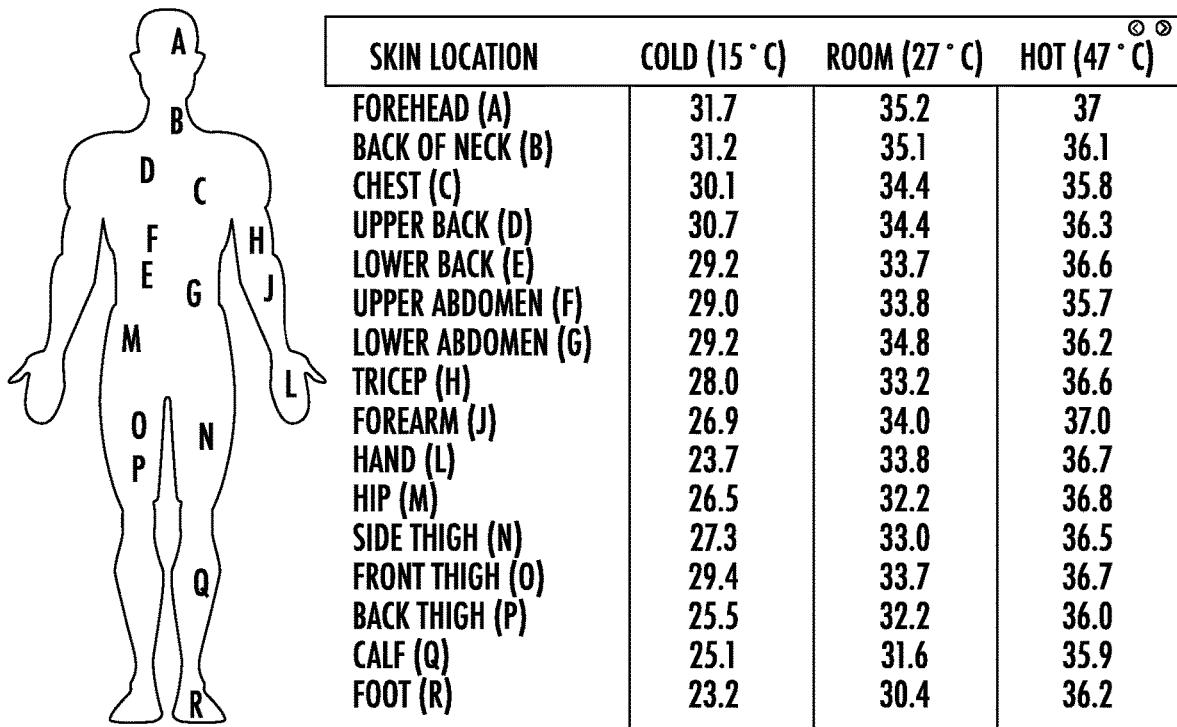 A
B
D
C
F
H
E
G
J
M
L
O
N
P
Q
R
SKIN LOCATION COLD (15°C) ROOM (27°C) HOT (47°C)
FOREHEAD (A) 31.7 35.2 37
BACK OF NECK (B) 31.2 35.1 36.1
CHEST (C) 30.1 34.4 35.8
UPPER BACK (D) 30.7 34.4 36.3
LOWER BACK (E) 29.2 33.7 36.6
UPPER ABDOMEN (F) 29.0 33.8 35.7
LOWER ABDOMEN (G) 29.2 34.8 36.2
TRICEP (H) 28.0 33.2 36.6
FOREARM (J) 26.9 34.0 37.0
HAND (L) 23.7 33.8 36.7
HIP (M) 26.5 32.2 36.8
SIDE THIGH (N) 27.3 33.0 36.5
FRONT THIGH (O) 29.4 33.7 36.7
BACK THIGH (P) 25.5 32.2 36.0
CALF (Q) 25.1 31.6 35.9
FOOT (R) 23.2 30.4 36.2